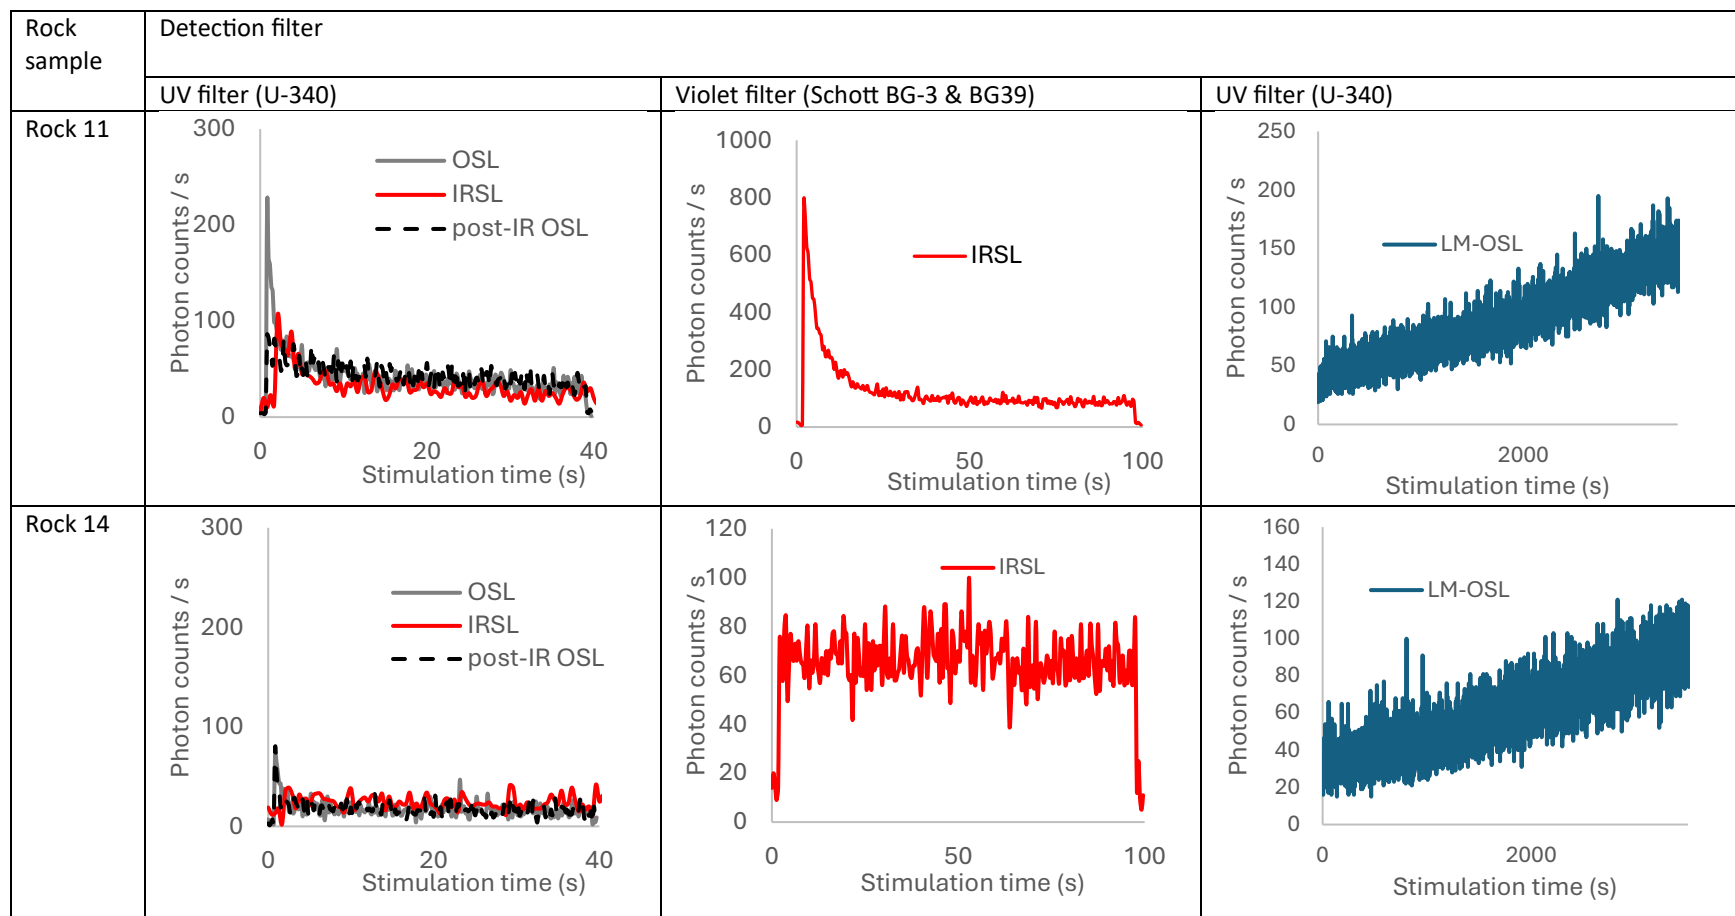 Rock
sample
Detection filter
UV filter (U-340)
Violet filter (Schott BG-3 & BG39)
UV filter (U-340)
Rock 11
300
200
100
0
Photon counts / s
OSL
IRSL
post-IR OSL
0
20
40
Stimulation time (s)
1000
800
600
400
200
0
Photon counts / s
IRSL
0
50
100
Stimulation time (s)
250
200
150
100
50
0
Photon counts / s
LM-OSL
0
2000
Stimulation time (s)
Rock 14
300
200
100
0
Photon counts / s
OSL
IRSL
post-IR OSL
0
20
40
Stimulation time (s)
120
100
80
60
40
20
0
Photon counts / s
IRSL
0
50
100
Stimulation time (s)
160
140
120
100
80
60
40
20
0
Photon counts / s
LM-OSL
0
2000
Stimulation time (s)